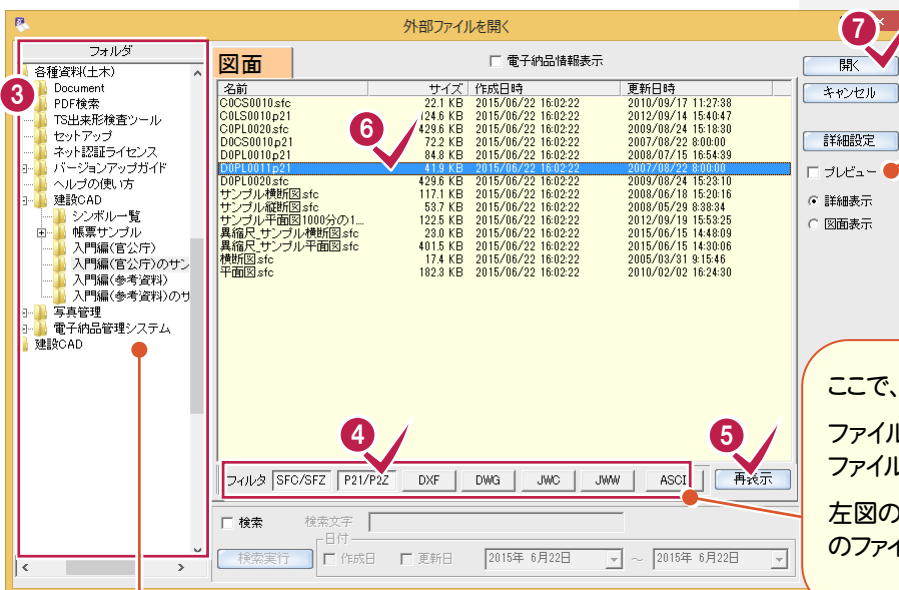 外部ファイルを開く
7
フォルダ
3
各種資料(土木)
Document
PDF検索
TS出来形検査ツール
セットアップ
ネット認証ライセンス
バージョンアップガイド
ヘルプの使い方
建設CAD
シンボル一覧
帳票サンプル
入門編(官公庁)
入門編(官公庁)のサン
入門編(参考資料)
入門編(参考資料)のサ
写真管理
電子納品管理システム
建設CAD
図面
電子納品情報表示
名前 サイズ 作成日時 更新日時
C0CS0010.sfc 22.1 KB 2015/06/22 16:02:22 2010/09/17 11:27:38
C0LS0010.p21 24.6 KB 2015/06/22 16:02:22 2012/09/14 15:40:47
C0PL0020.sfc 429.6 KB 2015/06/22 16:02:22 2009/08/24 15:18:30
D0CS0010.p21 72.2 KB 2015/06/22 16:02:22 2007/08/22 8:00:00
D0PL0010.p21 84.8 KB 2015/06/22 16:02:22 2008/07/15 16:54:39
D0PL0011.p21 41.9 KB 2015/06/22 16:02:22 2007/08/22 8:00:00
D0PL0020.sfc 429.6 KB 2015/06/22 16:02:22 2009/08/24 15:23:10
サンプル横断図.sfc 117.1 KB 2015/06/22 16:02:22 2008/06/18 15:20:16
サンプル縦断図.sfc 53.7 KB 2015/06/22 16:02:22 2008/05/29 8:38:34
サンプル平面図1000分の1... 122.5 KB 2015/06/22 16:02:22 2012/09/19 15:53:25
異縮尺_サンプル横断図.sfc 23.0 KB 2015/06/22 16:02:22 2015/06/15 14:48:09
異縮尺_サンプル平面図.sfc 401.5 KB 2015/06/22 16:02:22 2015/06/15 14:30:06
横断図.sfc 17.4 KB 2015/06/22 16:02:22 2005/03/31 9:15:46
平面図.sfc 182.3 KB 2015/06/22 16:02:22 2010/02/02 16:24:30
6
4
5
フィルタ SFC/SFZ P21/P2Z DXF DWG JWC JWW ASCI 再表示
検索 検索文字
日付
検索実行 作成日 更新日 2015年 6月22日 ～ 2015年 6月22日
開く
キャンセル
詳細設定
プレビュー
詳細表示
図面表示
ここで、
ファイル
ファイル
左図の
のファイ